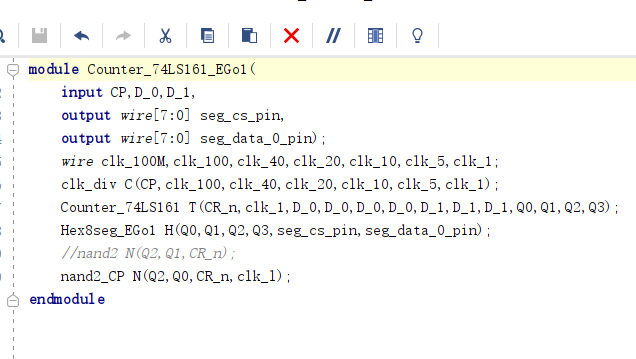 module Counter_74LS161_EGo1(
input CP,D_0,D_1,
output wire[7:0] seg_cs_pin,
output wire[7:0] seg_data_0_pin);
wire clk_100M,clk_100,clk_40,clk_20,clk_10,clk_5,clk_1;
clk_div C(CP,clk_100,clk_40,clk_20,clk_10,clk_5,clk_1);
Counter_74LS161 T(CR_n,clk_1,D_0,D_0,D_0,D_0,D_1,D_1,D_1,Q0,Q1,Q2,Q3);
Hex8seg_EGo1 H(Q0,Q1,Q2,Q3,seg_cs_pin,seg_data_0_pin);
//nand2 N(Q2,Q1,CR_n);
nand2_CP N(Q2,Q0,CR_n,clk_1);
endmodule